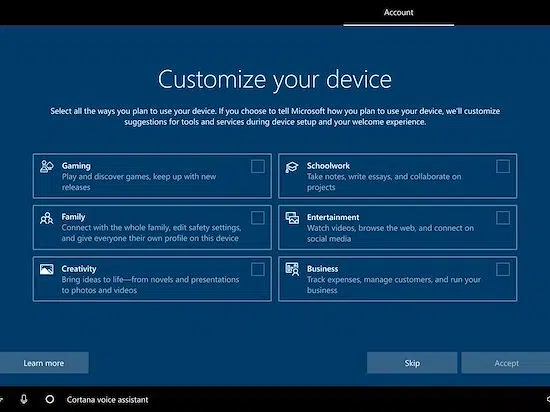 Account
Customize your device
Select all the ways you plan to use your device. If you choose to tell Microsoft how you plan to use your device, we'll customize
suggestions for tools and services during device setup and your welcome experience.
Gaming
Play and discover games, keep up with new
releases
Schoolwork
Take notes, write essays, and collaborate on
projects
Family
Connect with the whole family, edit safety settings,
and give everyone their own profile on this device
Entertainment
Watch videos, browse the web, and connect on
social media
Creativity
Bring ideas to life—from novels and presentations
to photos and videos
Business
Track expenses, manage customers, and run your
business
Learn more
Skip
Accept
Cortana voice assistant